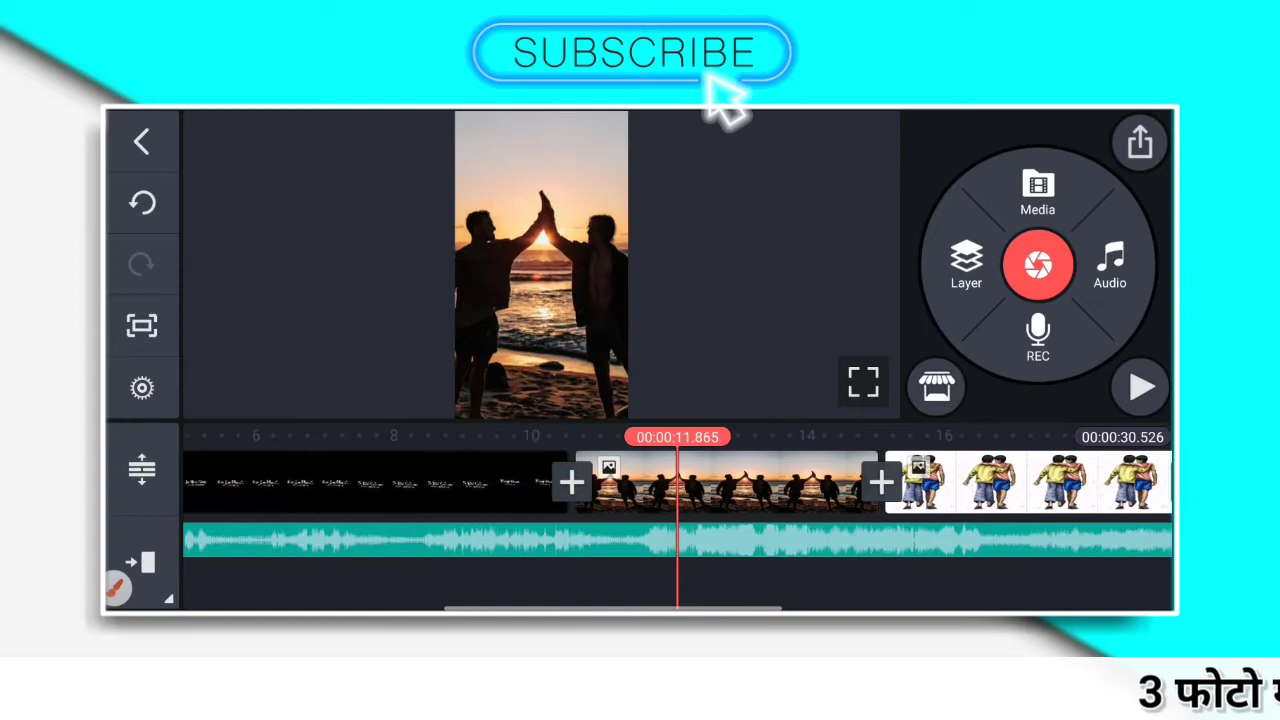 SUBSCRIBE
Media
Layer
Audio
REC
6
8
10
00:00:11.865
14
16
00:00:30.526
3 फोटो